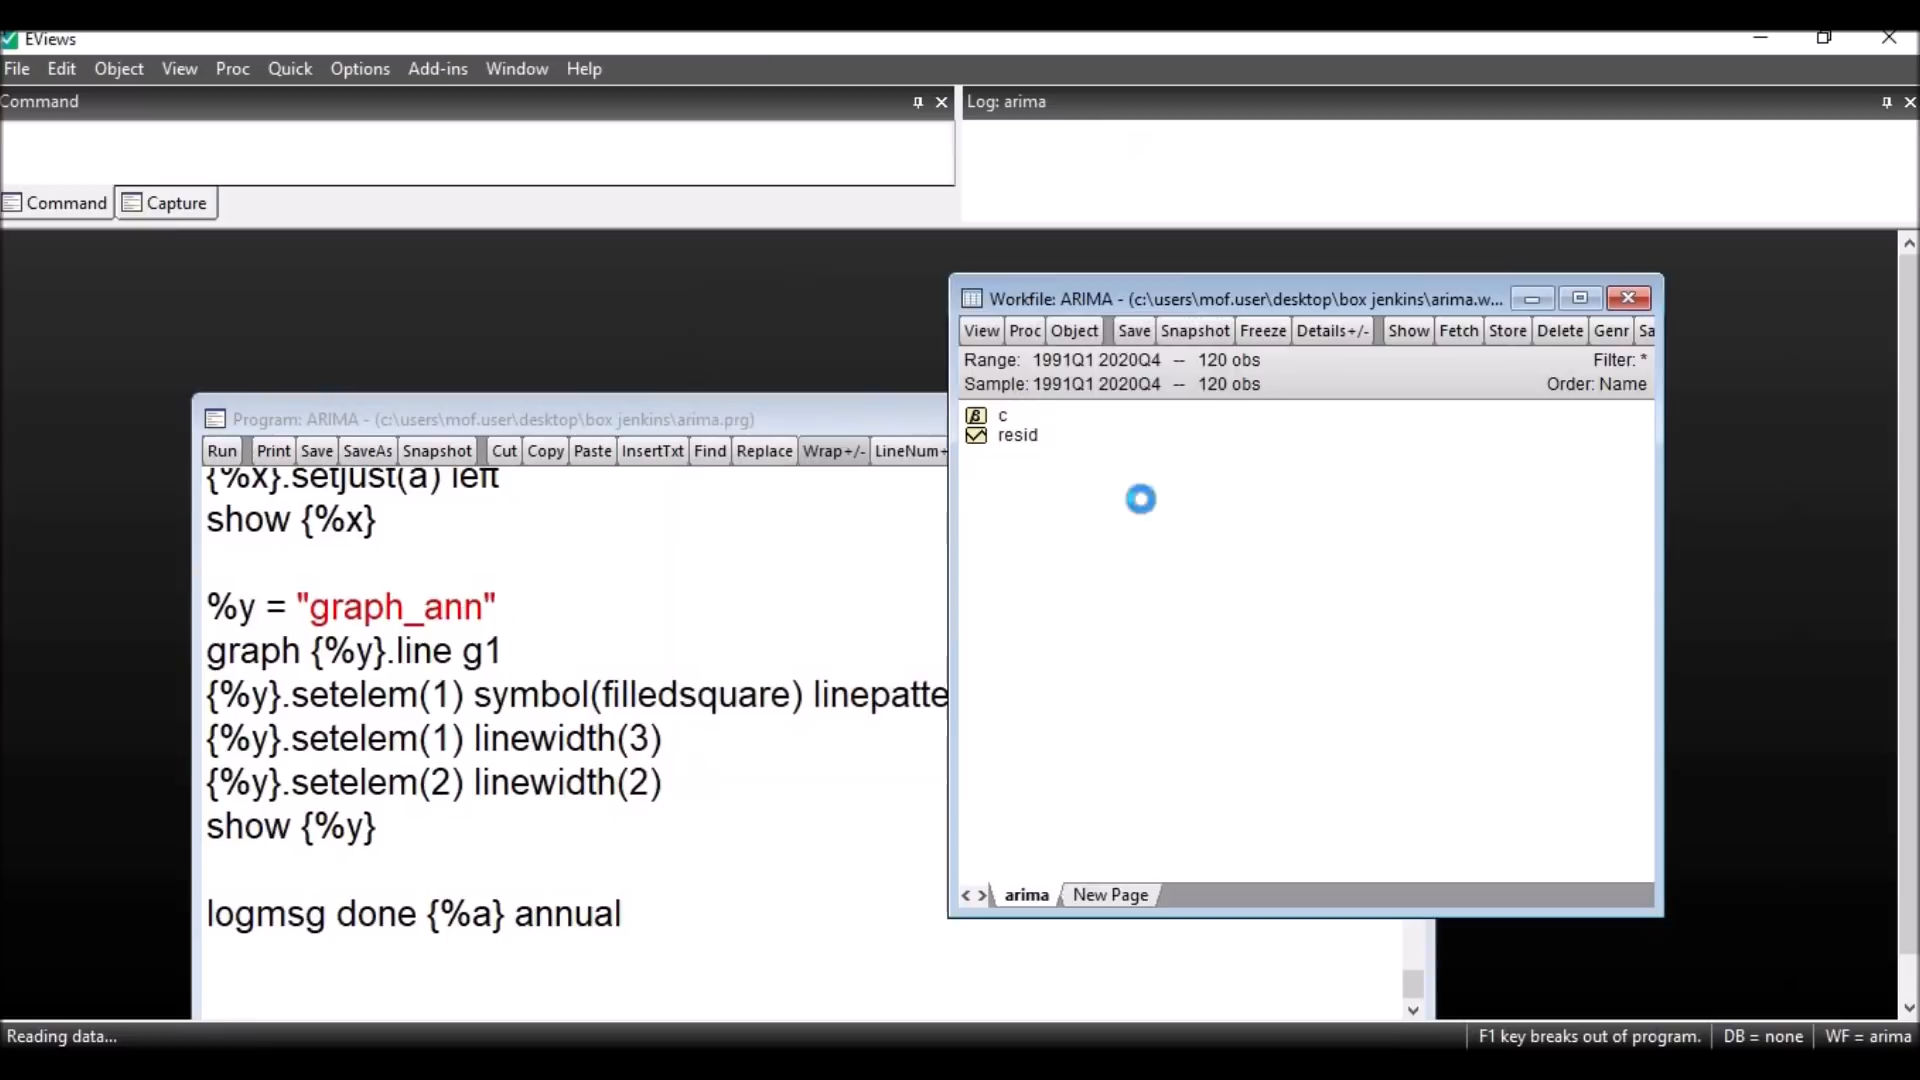 EViews
File Edit Object View Proc Quick Options Add-ins Window Help
Command
Log: arima
Command Capture
Workfile: ARIMA - (c:\users\mof.user\desktop\box jenkins\arima.w...
View Proc Object Save Snapshot Freeze Details+/- Show Fetch Store Delete Genr Sa
Range: 1991Q1 2020Q4 -- 120 obs Filter: *
Sample: 1991Q1 2020Q4 -- 120 obs Order: Name
c
resid
arima New Page
Program: ARIMA - (c:\users\mof.user\desktop\box jenkins\arima.prg)
Run Print Save SaveAs Snapshot Cut Copy Paste InsertTxt Find Replace Wrap+/- LineNum+
{%x}.setjust(a) left
show {%x}
%y = "graph_ann"
graph {%y}.line g1
{%y}.setelem(1) symbol(filledsquare) linepatte
{%y}.setelem(1) linewidth(3)
{%y}.setelem(2) linewidth(2)
show {%y}
logmsg done {%a} annual
Reading data... F1 key breaks out of program. DB = none WF = arima